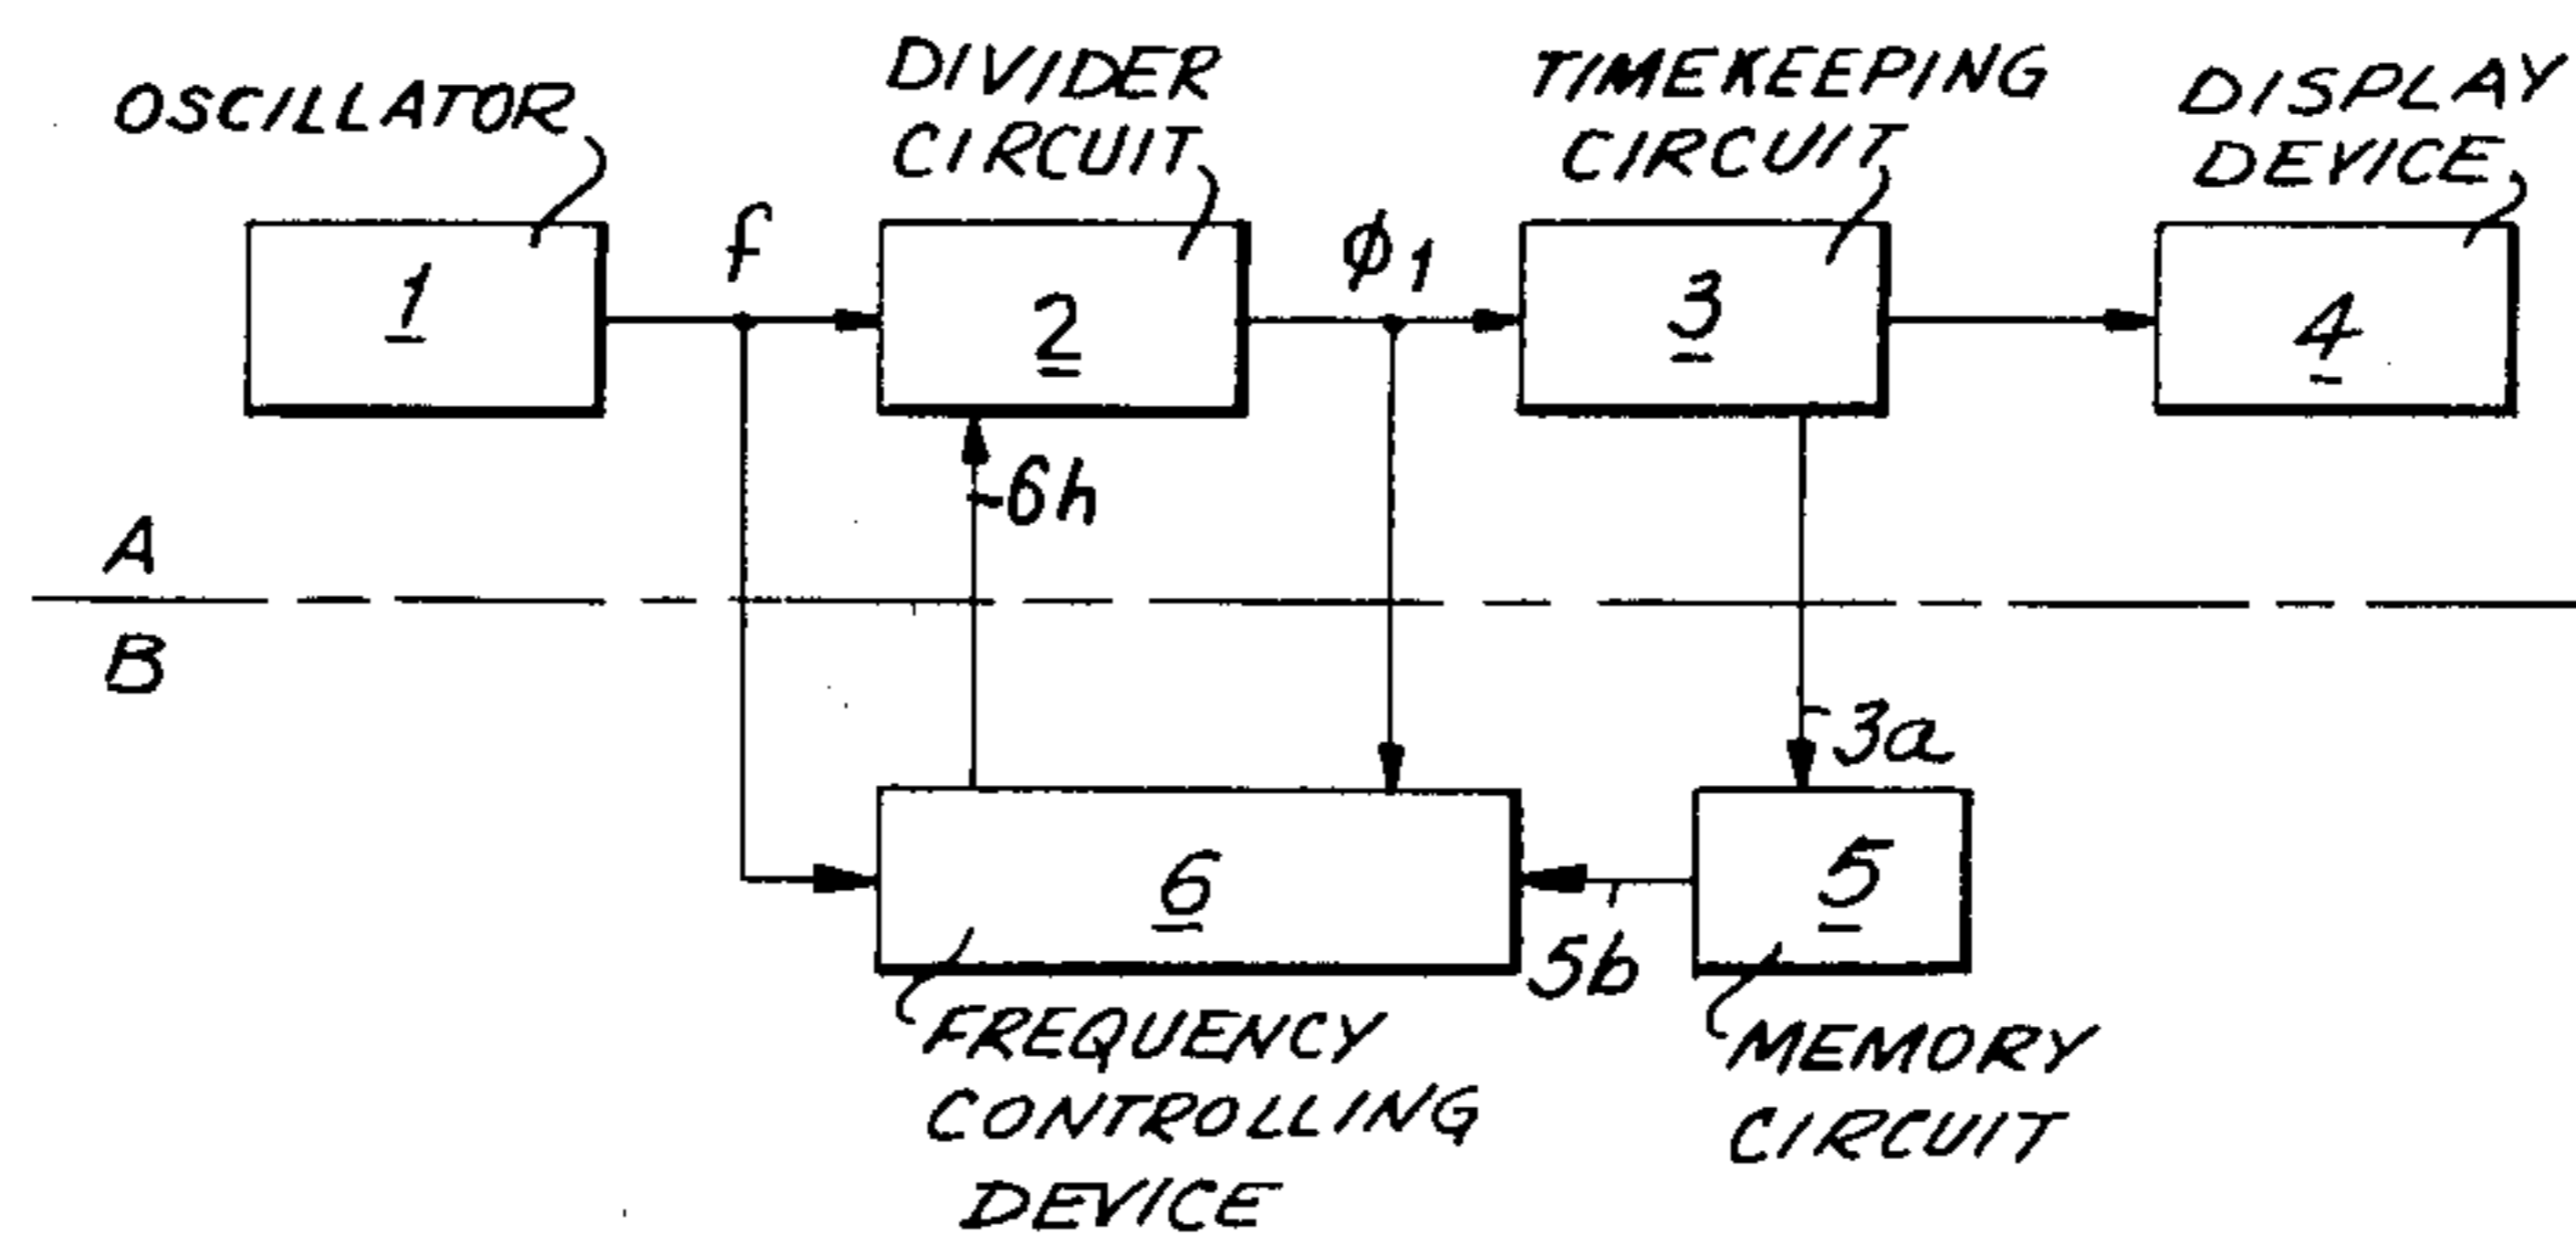 OSCILLATOR
DIVIDER
CIRCUIT
TIMEKEEPING
CIRCUIT
DISPLAY
DEVICE
1
f
2
ϕ1
3
4
6h
A
B
3a
6
5
5b
FREQUENCY
CONTROLLING
DEVICE
MEMORY
CIRCUIT